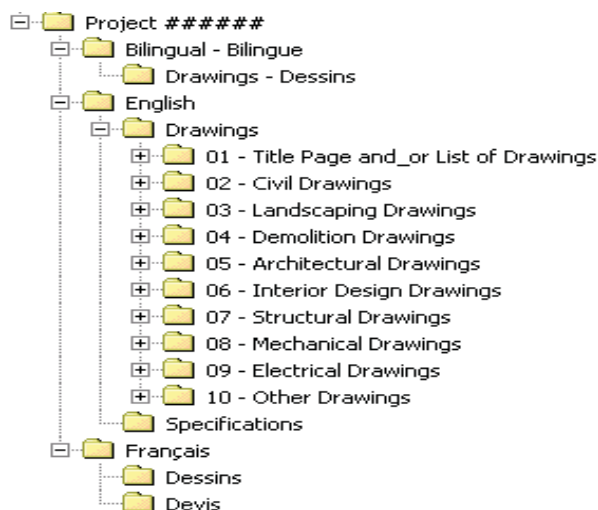 Project ######
Bilingual - Bilingue
Drawings - Dessins
English
Drawings
01 - Title Page and_or List of Drawings
02 - Civil Drawings
03 - Landscaping Drawings
04 - Demolition Drawings
05 - Architectural Drawings
06 - Interior Design Drawings
07 - Structural Drawings
08 - Mechanical Drawings
09 - Electrical Drawings
10 - Other Drawings
Specifications
Français
Dessins
Devis